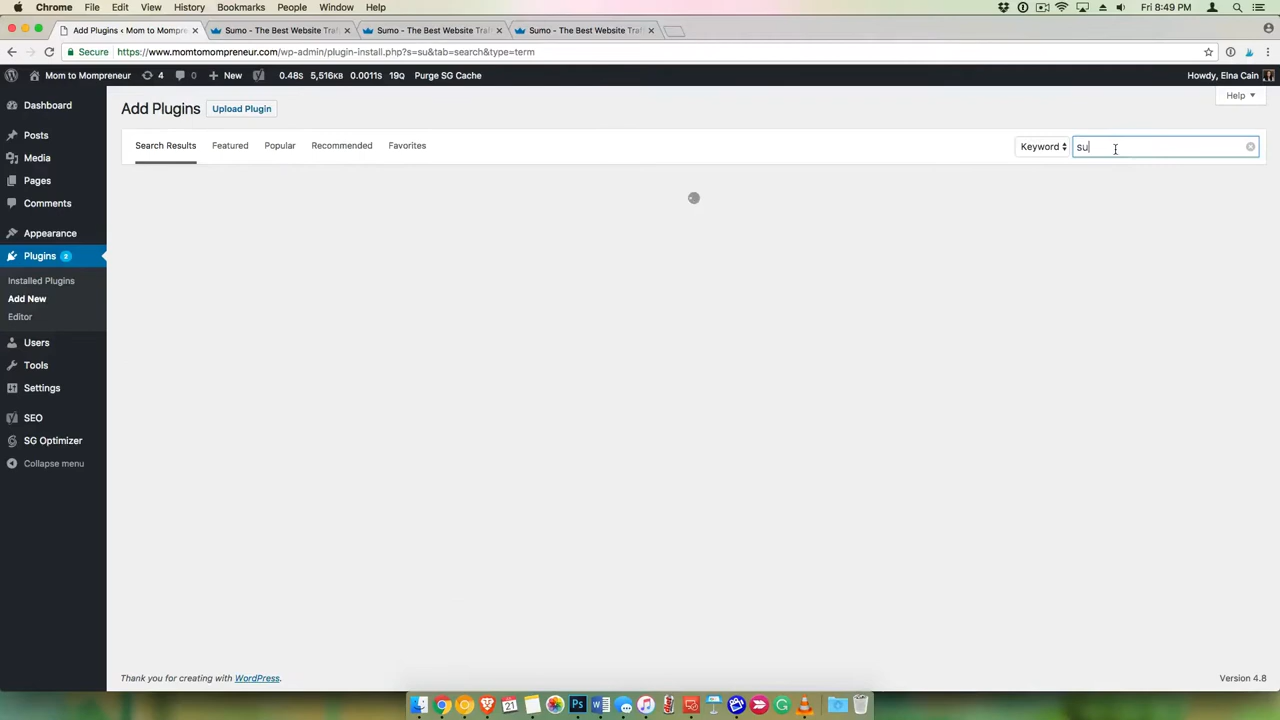 Chrome File Edit View History Bookmarks People Window Help Fri 8:49 PM
Add Plugins ‹ Mom to Mompren Sumo - The Best Website Tra Sumo - The Best Website Tra Sumo - The Best Website Tra
Secure https://www.momtomompreneur.com/wp-admin/plugin-install.php?s=su&tab=search&type=term
Mom to Mompreneur 4 0 New 0.48S 5,516KB 0.0011S 19Q Purge SG Cache Howdy, Elna Cain
Dashboard
Posts
Media
Pages
Comments
Appearance
Plugins 2
Installed Plugins
Add New
Editor
Users
Tools
Settings
SEO
SG Optimizer
Collapse menu
Help
Add Plugins Upload Plugin
Search Results Featured Popular Recommended Favorites Keyword su
Thank you for creating with WordPress. Version 4.8